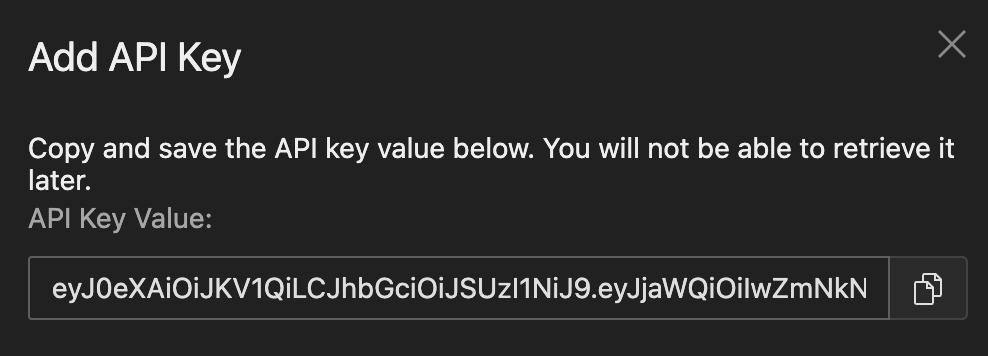 Add API Key
Copy and save the API key value below. You will not be able to retrieve it
later.
API Key Value:
eyJ0eXAiOiJKV1QiLCJhbGciOiJSUzI1NiJ9.eyJjaWQiOiIwZmNkN